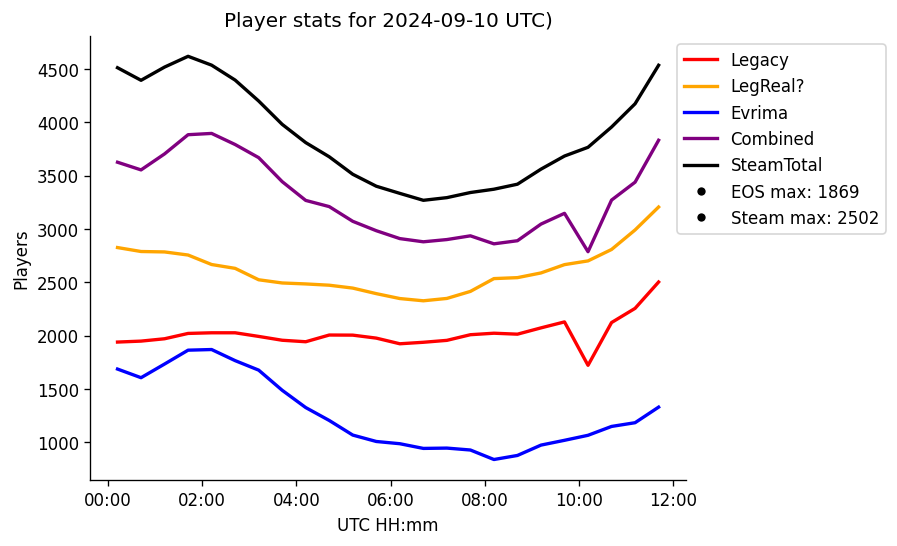 Player stats for 2024-09-10 UTC)
Players
4500
4000
3500
3000
2500
2000
1500
1000
00:00 02:00 04:00 06:00 08:00 10:00 12:00
UTC HH:mm
Legacy
LegReal?
Evrima
Combined
SteamTotal
EOS max: 1869
Steam max: 2502